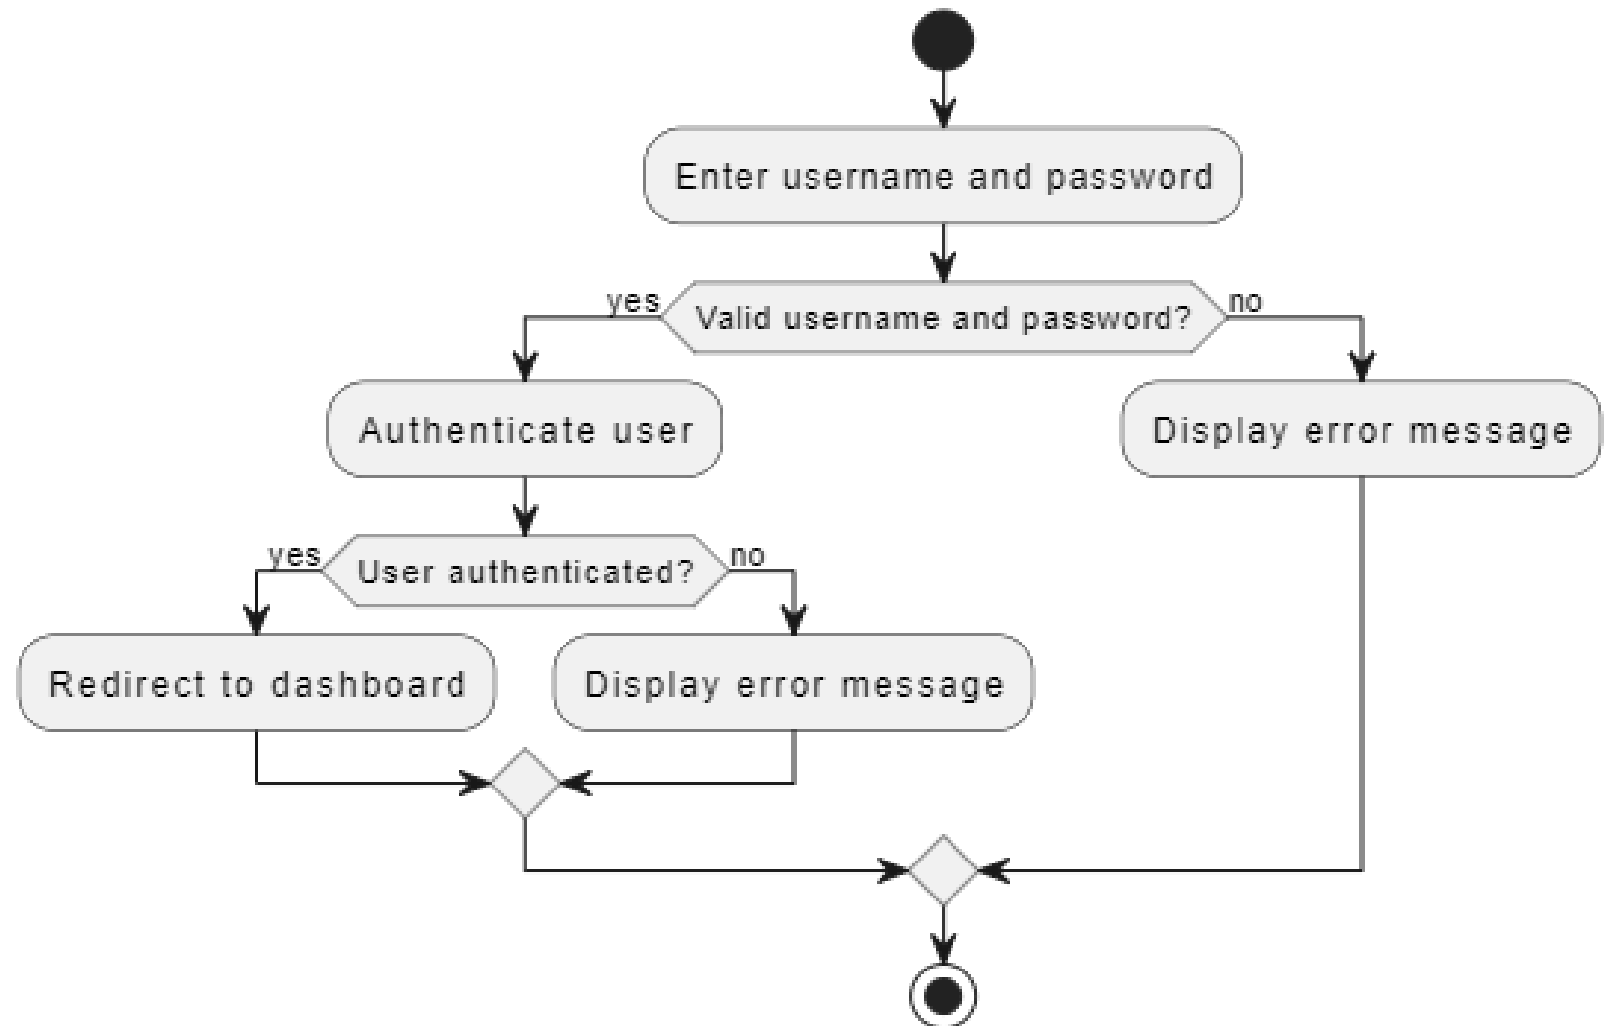 Enter username and password
yes
Valid username and password?
no
Authenticate user
Display error message
yes
User authenticated?
no
Redirect to dashboard
Display error message